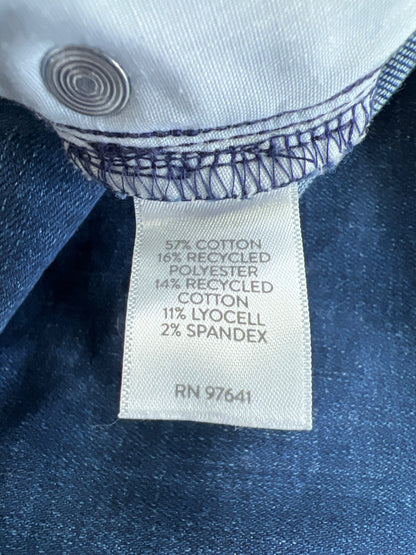 57% COTTON
16% RECYCLED
POLYESTER
14% RECYCLED
COTTON
11% LYOCELL
2% SPANDEX
RN 97641